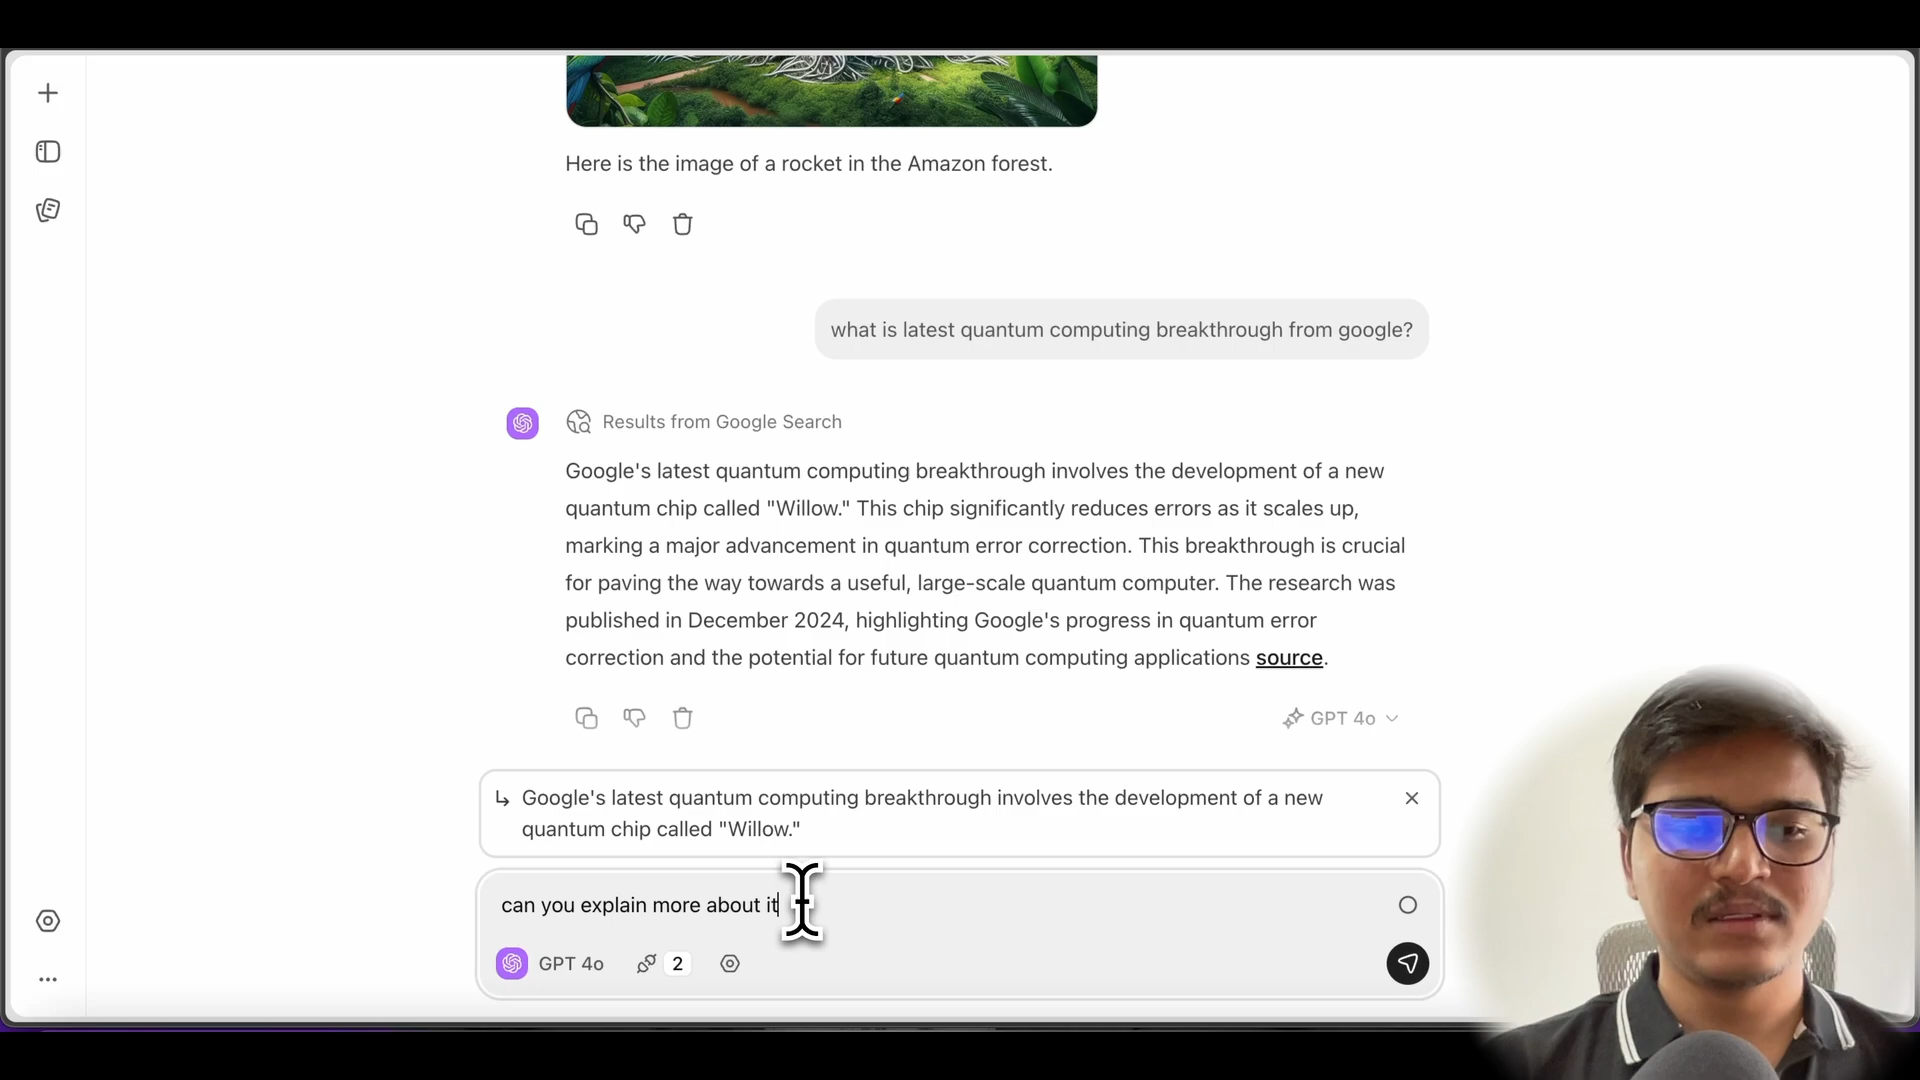 Here is the image of a rocket in the Amazon forest.
what is latest quantum computing breakthrough from google?
Results from Google Search
Google's latest quantum computing breakthrough involves the development of a new
quantum chip called "Willow." This chip significantly reduces errors as it scales up,
marking a major advancement in quantum error correction. This breakthrough is crucial
for paving the way towards a useful, large-scale quantum computer. The research was
published in December 2024, highlighting Google's progress in quantum error
correction and the potential for future quantum computing applications source.
GPT 4o
Google's latest quantum computing breakthrough involves the development of a new
quantum chip called "Willow."
can you explain more about it
GPT 4o 2